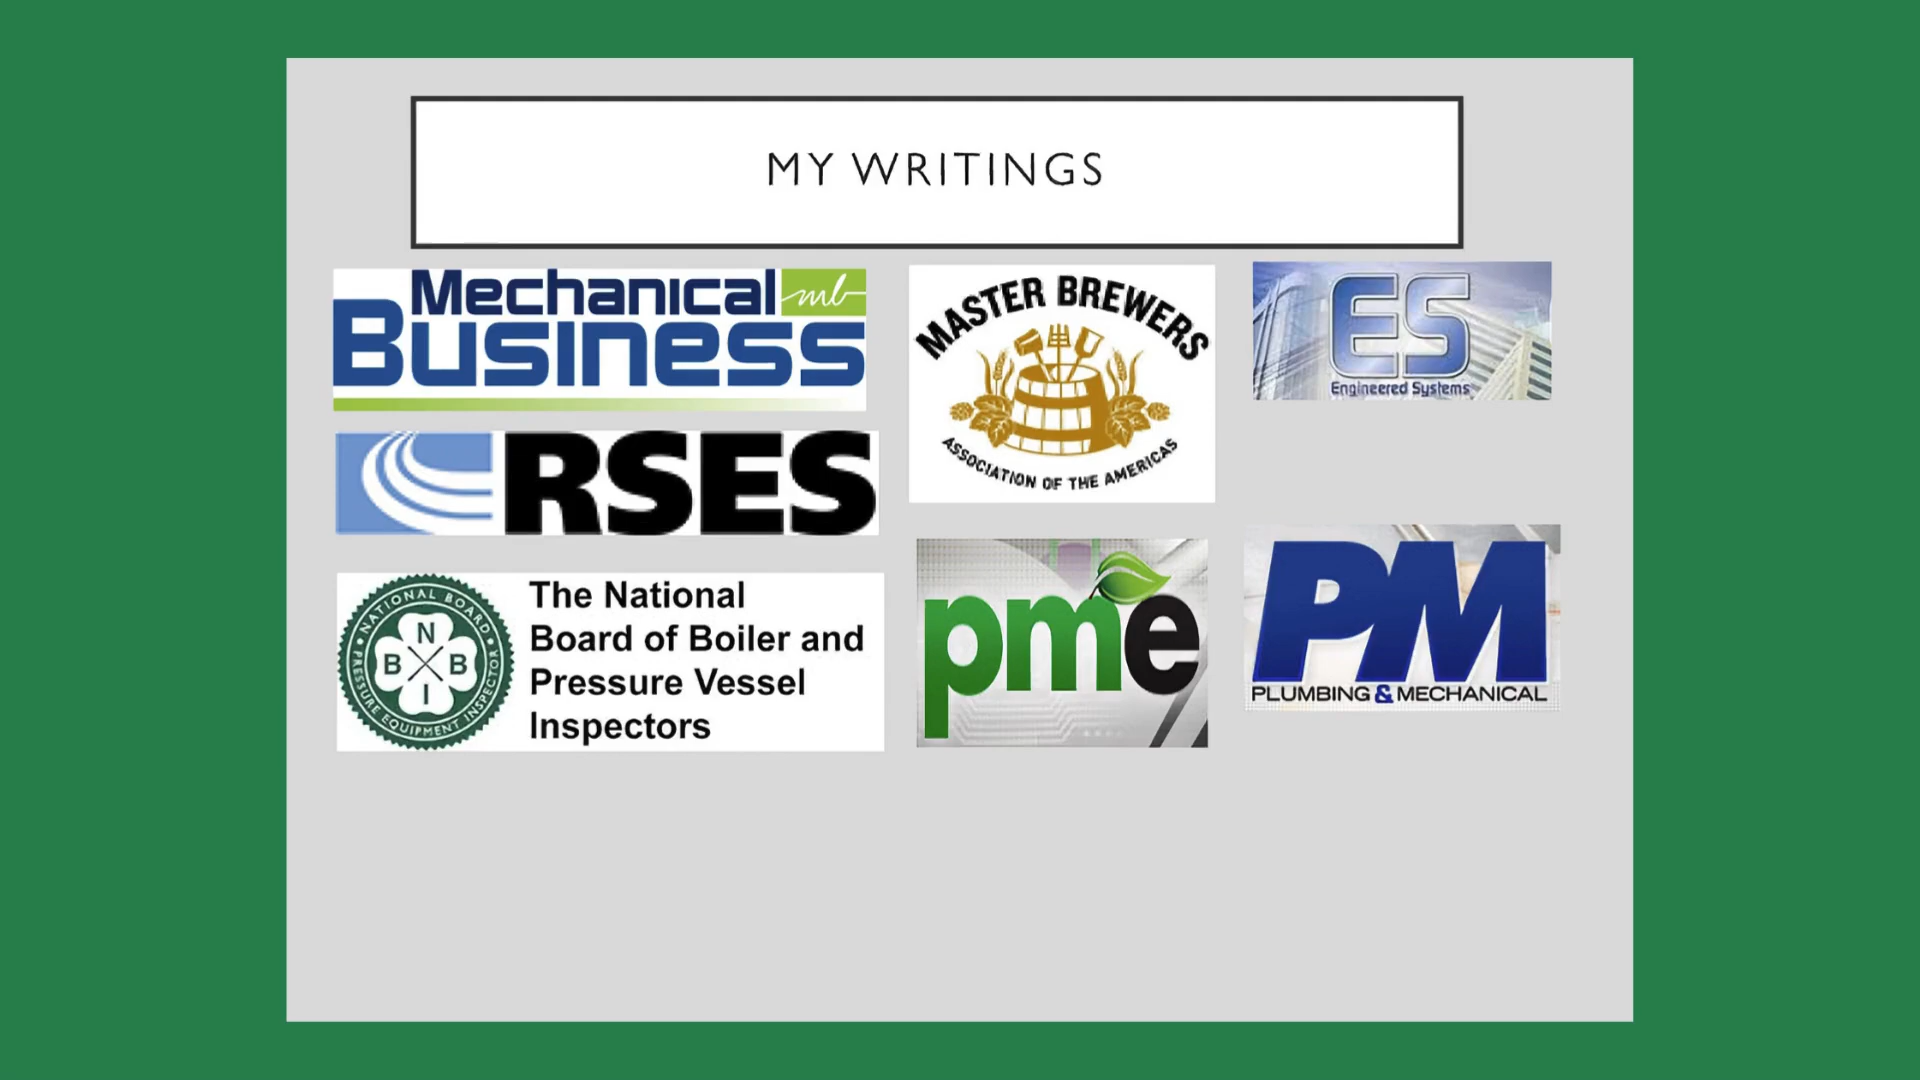 MY WRITINGS
Mechanical mb
Business
RSES
NATIONAL BOARD
PRESSURE EQUIPMENT INSPECTOR
N
B B
I
The National
Board of Boiler and
Pressure Vessel
Inspectors
MASTER BREWERS
ASSOCIATION OF THE AMERICAS
pme
ES
Engineered Systems
PM
PLUMBING & MECHANICAL